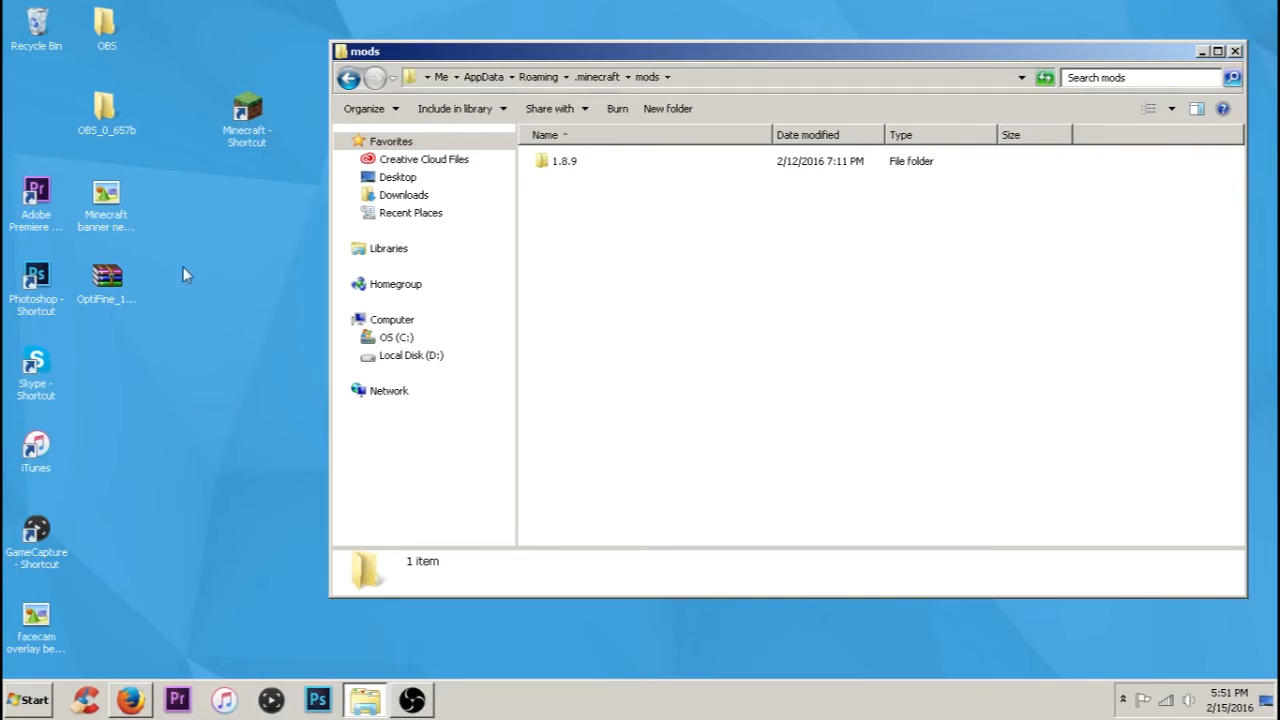 Recycle Bin
OBS
OBS_0_657b
Minecraft -
Shortcut
Adobe
Premiere ...
Minecraft
banner ne...
Photoshop -
Shortcut
OptiFine_1...
Skype -
Shortcut
iTunes
GameCapture
- Shortcut
facecam
overlay be...
mods
Me
AppData
Roaming
.minecraft
mods
Search mods
Organize
Include in library
Share with
Burn
New folder
Favorites
Creative Cloud Files
Desktop
Downloads
Recent Places
Libraries
Homegroup
Computer
OS (C:)
Local Disk (D:)
Network
Name
Date modified
Type
Size
1.8.9
2/12/2016 7:11 PM
File folder
1 item
Start
Pr
Ps
5:51 PM
2/15/2016